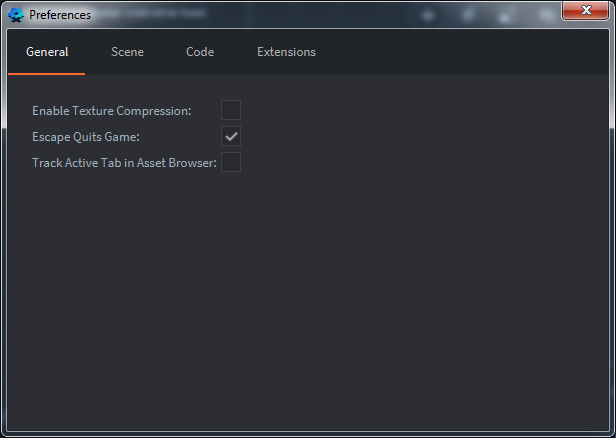 Preferences
General
Scene
Code
Extensions
Enable Texture Compression:
Escape Quits Game:
Track Active Tab in Asset Browser: